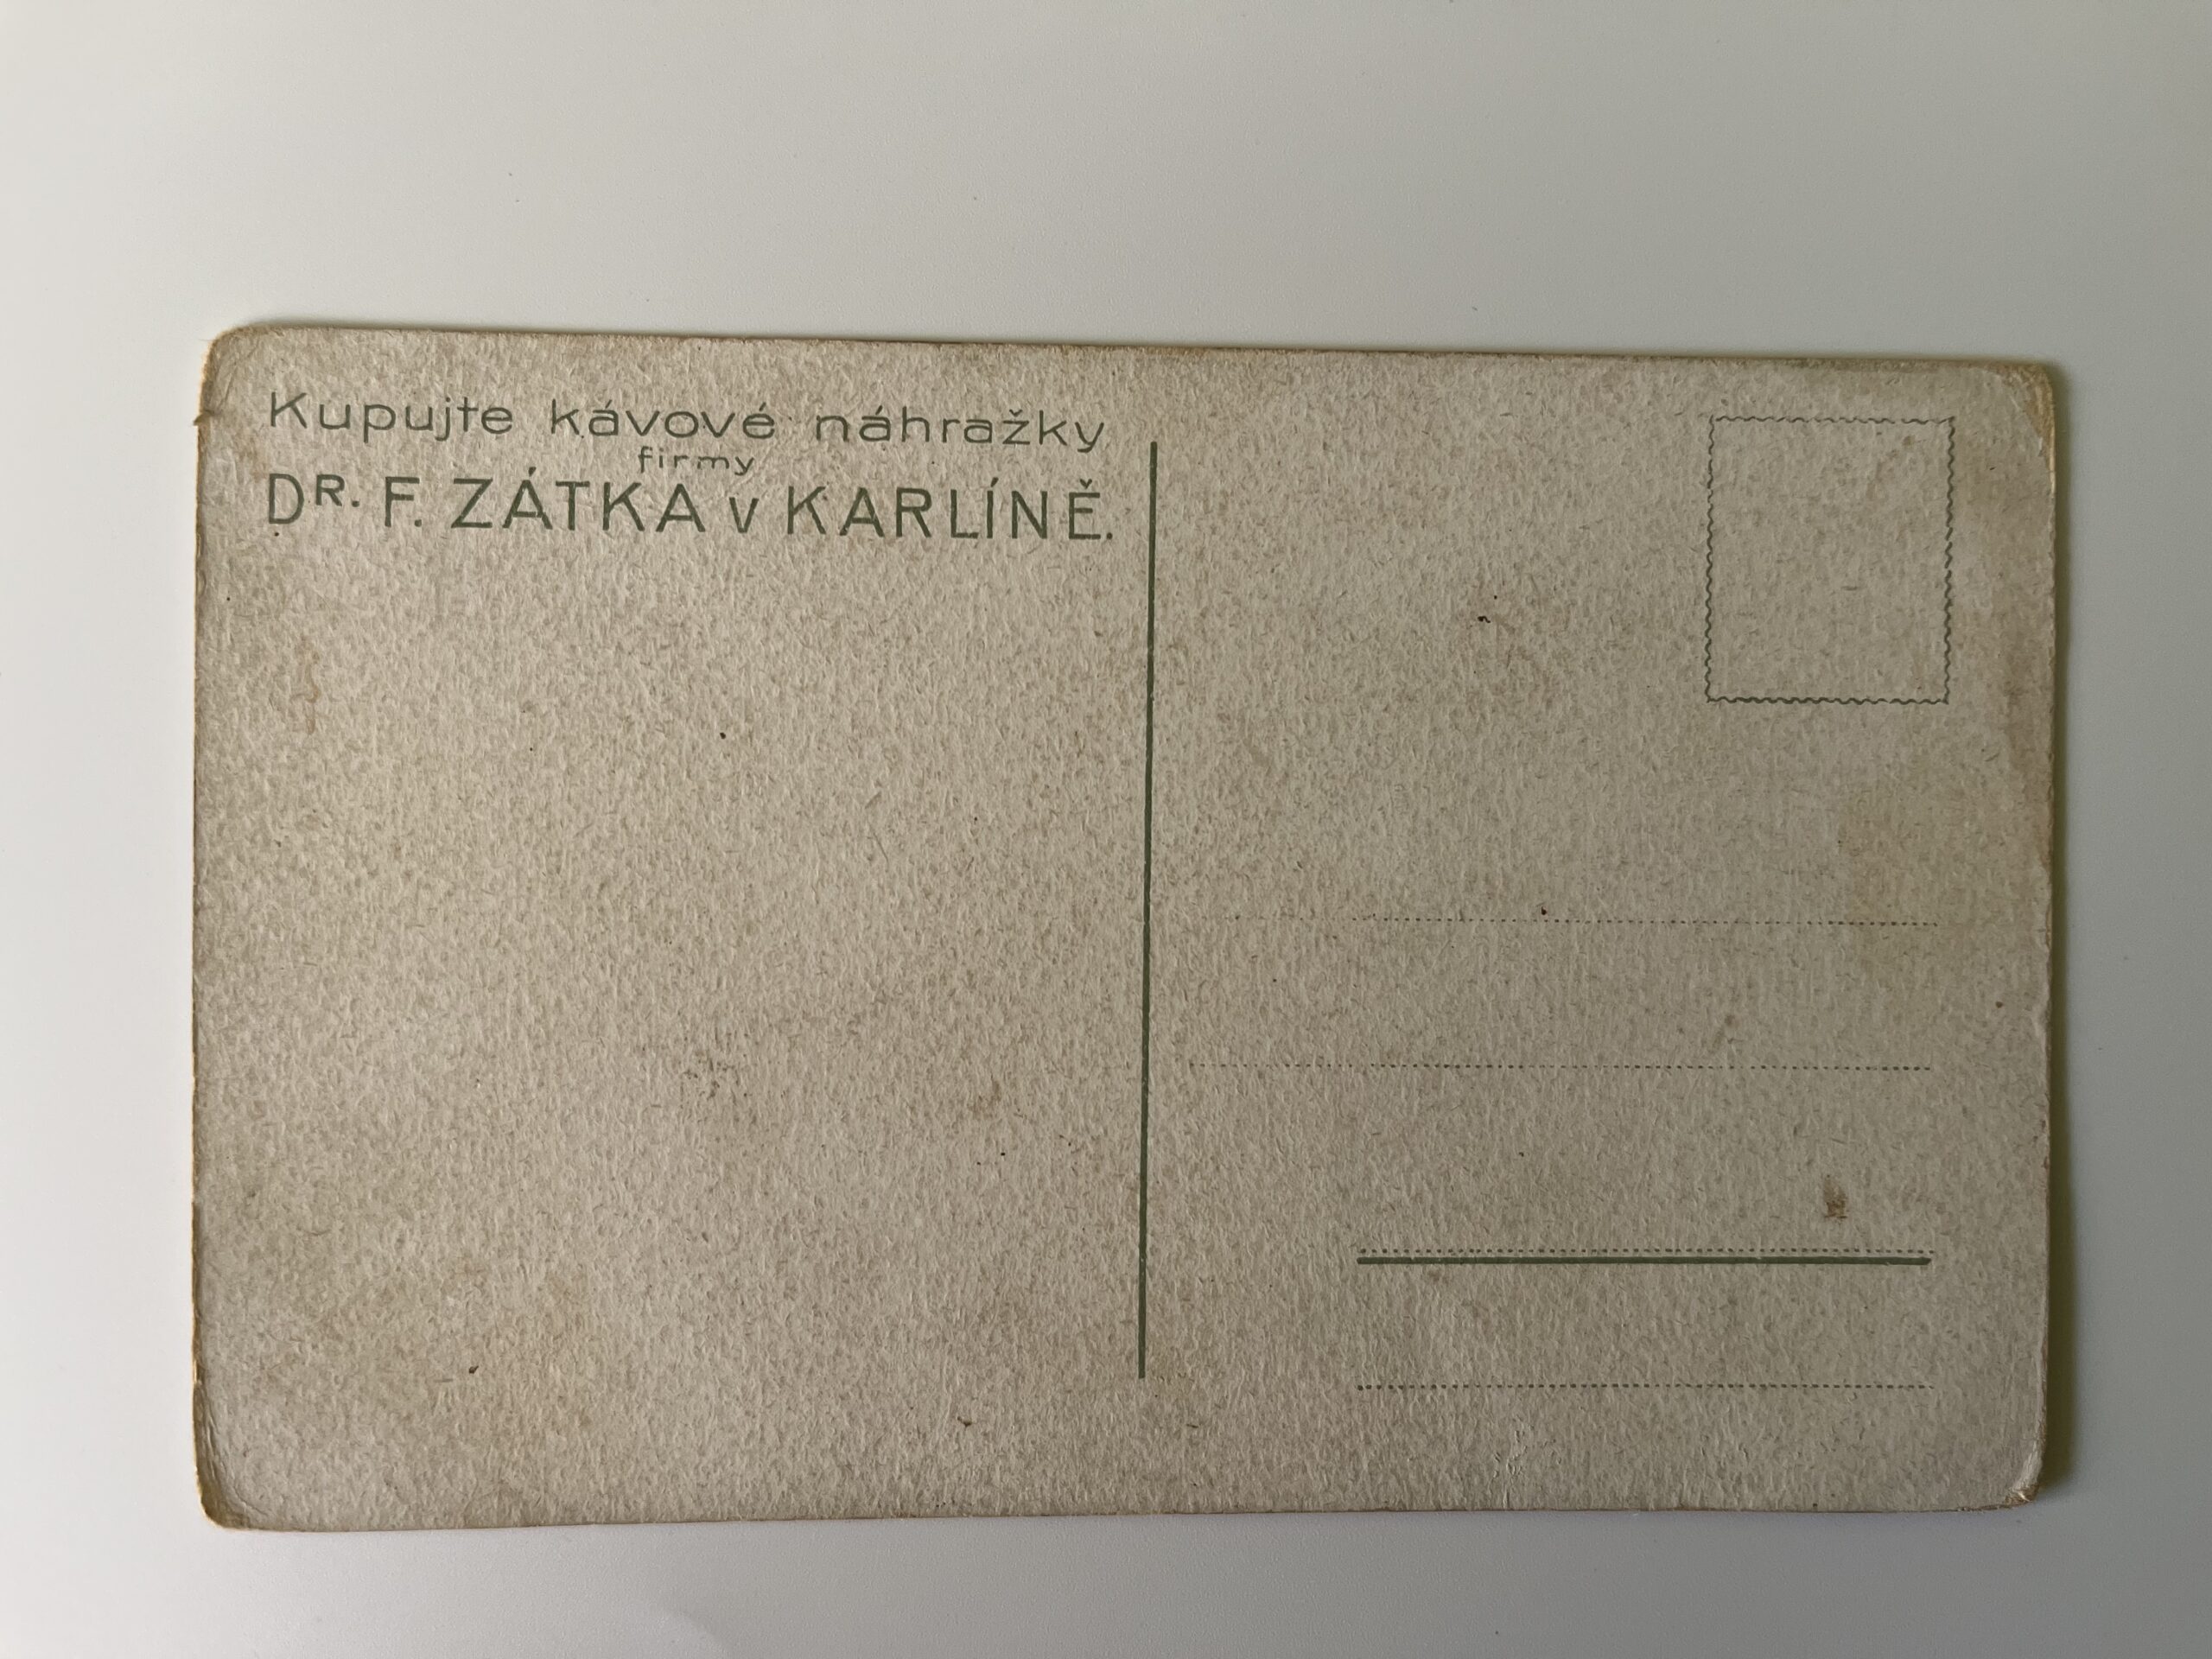 Kupujte kávové náhražky
firmy
DR. F. ZÁTKA v KARLÍNĚ.